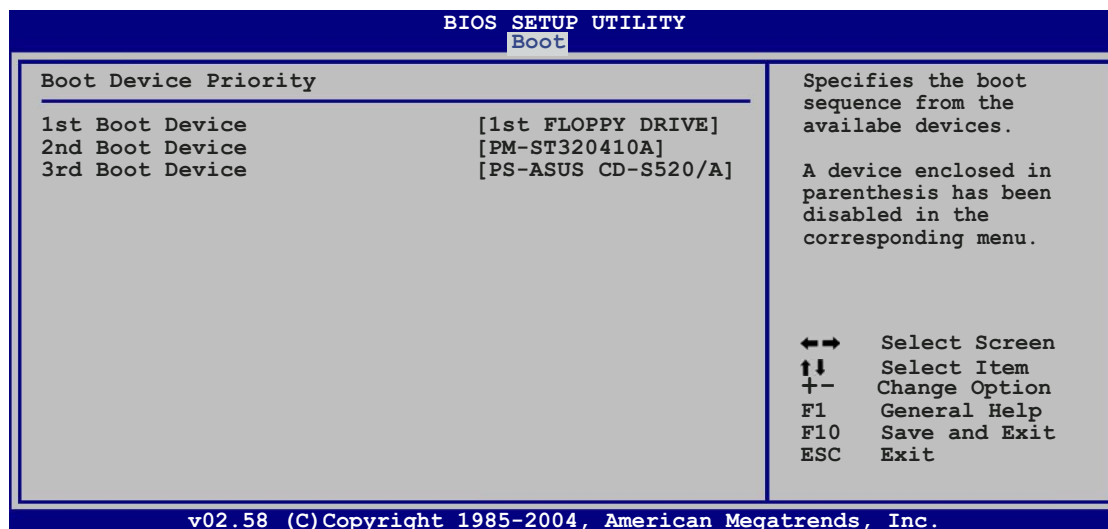 BIOS SETUP UTILITY
Boot
Boot Device Priority
1st Boot Device [1st FLOPPY DRIVE]
2nd Boot Device [PM-ST320410A]
3rd Boot Device [PS-ASUS CD-S520/A]
Specifies the boot
sequence from the
availabe devices.
A device enclosed in
parenthesis has been
disabled in the
corresponding menu.
←→ Select Screen
↑↓ Select Item
+- Change Option
F1 General Help
F10 Save and Exit
ESC Exit
v02.58 (C)Copyright 1985-2004, American Megatrends, Inc.